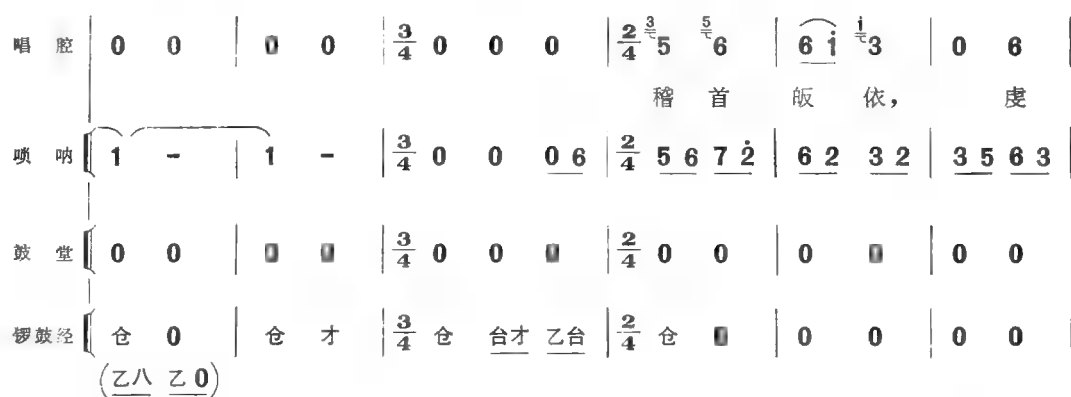 唱腔 0 0 | 0 0 | 3/4 0 0 0 | 2/4 3 5 5 6 | 6 i̇ i̇ 3 | 0 6 |
稽 首 皈 依， 虔
唢呐 1 - | 1 - | 3/4 0 0 0 6 | 2/4 5 6 7 2̇ | 6 2 3 2 | 3 5 6 3 |
鼓堂 0 0 | 0 0 | 3/4 0 0 0 | 2/4 0 0 | 0 0 | 0 0 |
锣鼓经 仓 0 | 仓 才 | 3/4 仓 台才 乙台 | 2/4 仓 0 | 0 0 | 0 0 |
(乙八 乙 0)